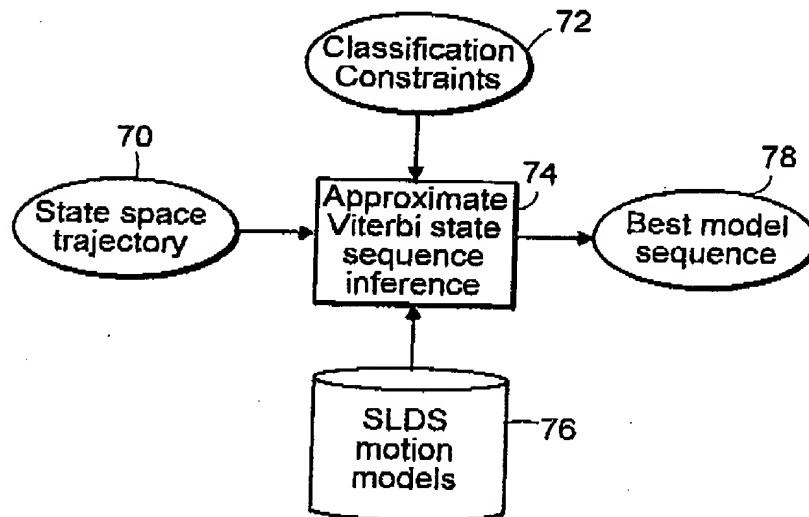 72
Classification
Constraints
70
State space
trajectory
74
Approximate
Viterbi state
sequence
inference
78
Best model
sequence
SLDS
motion
models
76